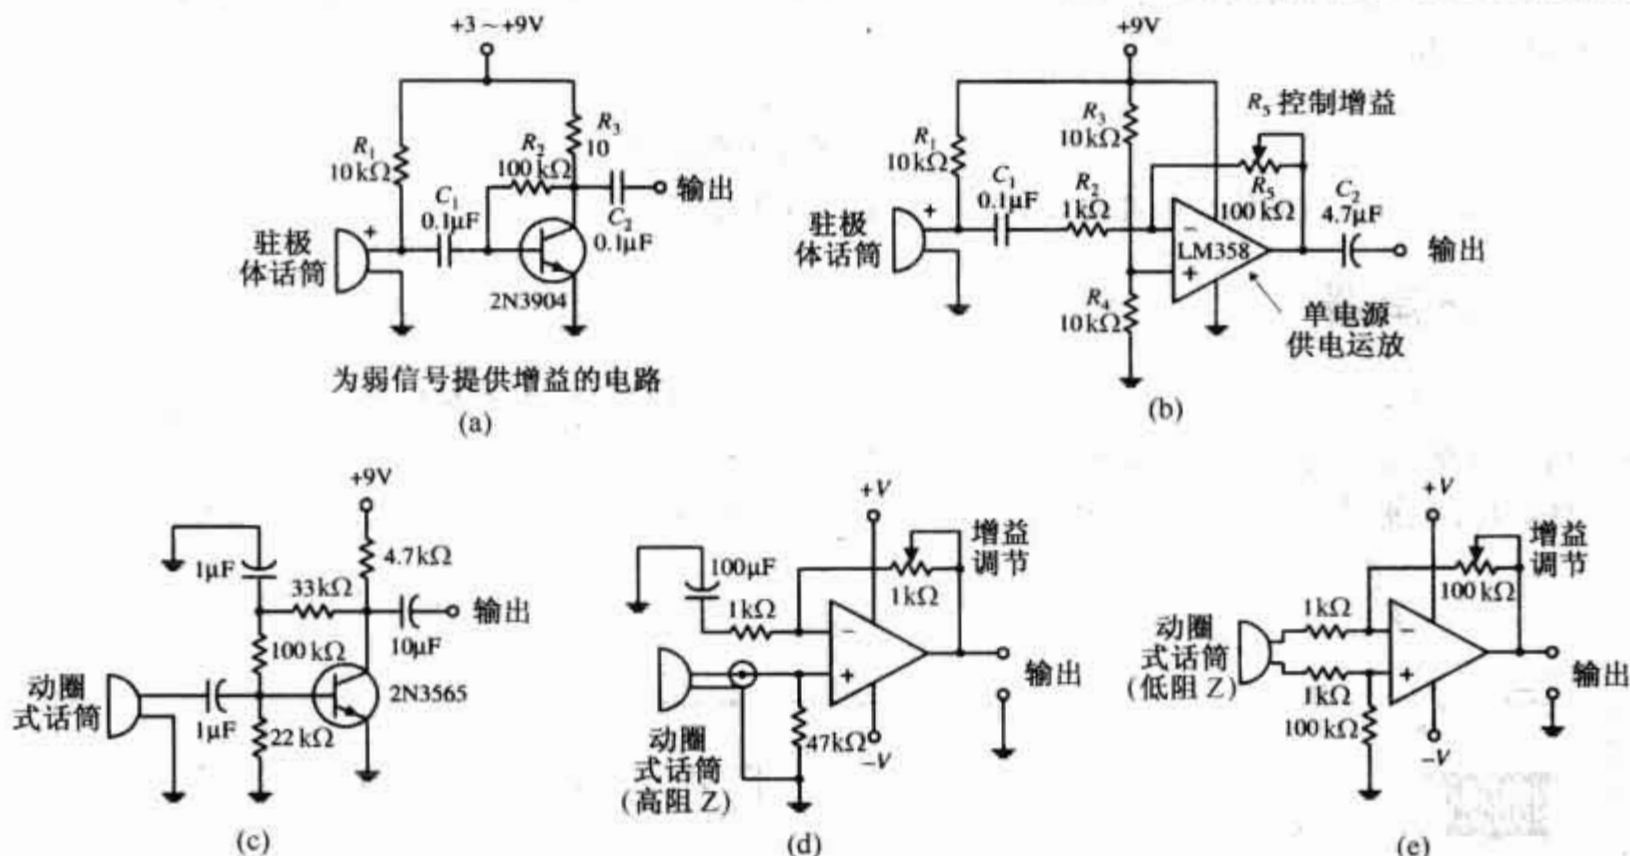 +3～+9V
R₁
10kΩ
R₂
100kΩ
R₃
10
C₁
0.1μF
C₂
0.1μF
输出
+
驻极
体话筒
2N3904
为弱信号提供增益的电路
(a)
+9V
R₁
10kΩ
R₃
10kΩ
R₅ 控制增益
C₁
0.1μF
R₂
1kΩ
R₅
100kΩ
C₂
4.7μF
输出
+
驻极
体话筒
−
LM358
+
R₄
10kΩ
单电源
供电运放
(b)
+9V
1μF
4.7kΩ
33kΩ
输出
10μF
100kΩ
2N3565
动圈
式话筒
1μF
22kΩ
(c)
+V
增益
调节
100μF
1kΩ
1kΩ
−
+
输出
47kΩ
−V
动圈
式话筒
(高阻 Z)
(d)
+V
增益
调节
100kΩ
1kΩ
动圈
式话筒
(低阻 Z)
−
+
1kΩ
100kΩ
输出
−V
(e)